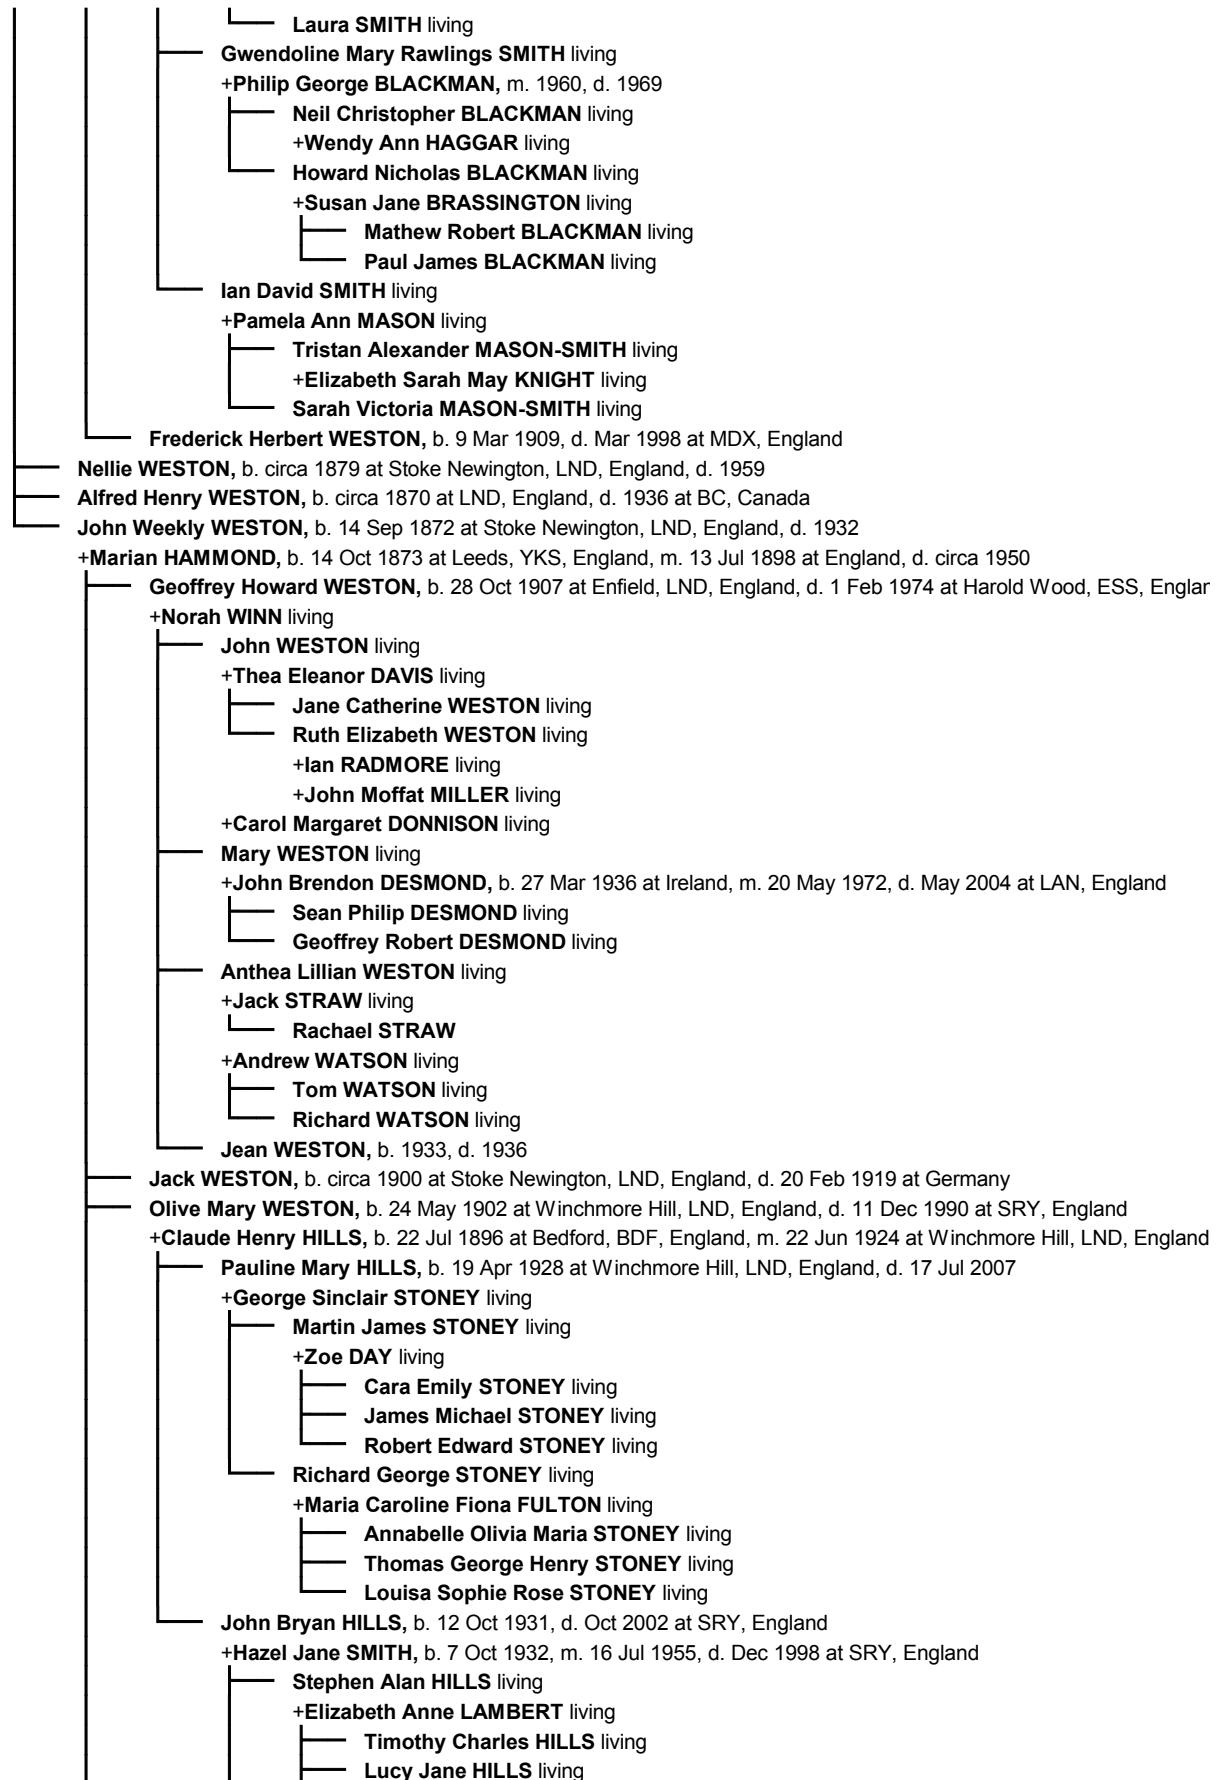 Laura SMITH living
Gwendoline Mary Rawlings SMITH living
+Philip George BLACKMAN, m. 1960, d. 1969
Neil Christopher BLACKMAN living
+Wendy Ann HAGGAR living
Howard Nicholas BLACKMAN living
+Susan Jane BRASSINGTON living
Mathew Robert BLACKMAN living
Paul James BLACKMAN living
Ian David SMITH living
+Pamela Ann MASON living
Tristan Alexander MASON-SMITH living
+Elizabeth Sarah May KNIGHT living
Sarah Victoria MASON-SMITH living
Frederick Herbert WESTON, b. 9 Mar 1909, d. Mar 1998 at MDX, England
Nellie WESTON, b. circa 1879 at Stoke Newington, LND, England, d. 1959
Alfred Henry WESTON, b. circa 1870 at LND, England, d. 1936 at BC, Canada
John Weekly WESTON, b. 14 Sep 1872 at Stoke Newington, LND, England, d. 1932
+Marian HAMMOND, b. 14 Oct 1873 at Leeds, YKS, England, m. 13 Jul 1898 at England, d. circa 1950
Geoffrey Howard WESTON, b. 28 Oct 1907 at Enfield, LND, England, d. 1 Feb 1974 at Harold Wood, ESS, Englan
+Norah WINN living
John WESTON living
+Thea Eleanor DAVIS living
Jane Catherine WESTON living
Ruth Elizabeth WESTON living
+Ian RADMORE living
+John Moffat MILLER living
+Carol Margaret DONNISON living
Mary WESTON living
+John Brendon DESMOND, b. 27 Mar 1936 at Ireland, m. 20 May 1972, d. May 2004 at LAN, England
Sean Philip DESMOND living
Geoffrey Robert DESMOND living
Anthea Lillian WESTON living
+Jack STRAW living
Rachael STRAW
+Andrew WATSON living
Tom WATSON living
Richard WATSON living
Jean WESTON, b. 1933, d. 1936
Jack WESTON, b. circa 1900 at Stoke Newington, LND, England, d. 20 Feb 1919 at Germany
Olive Mary WESTON, b. 24 May 1902 at Winchmore Hill, LND, England, d. 11 Dec 1990 at SRY, England
+Claude Henry HILLS, b. 22 Jul 1896 at Bedford, BDF, England, m. 22 Jun 1924 at Winchmore Hill, LND, England
Pauline Mary HILLS, b. 19 Apr 1928 at Winchmore Hill, LND, England, d. 17 Jul 2007
+George Sinclair STONEY living
Martin James STONEY living
+Zoe DAY living
Cara Emily STONEY living
James Michael STONEY living
Robert Edward STONEY living
Richard George STONEY living
+Maria Caroline Fiona FULTON living
Annabelle Olivia Maria STONEY living
Thomas George Henry STONEY living
Louisa Sophie Rose STONEY living
John Bryan HILLS, b. 12 Oct 1931, d. Oct 2002 at SRY, England
+Hazel Jane SMITH, b. 7 Oct 1932, m. 16 Jul 1955, d. Dec 1998 at SRY, England
Stephen Alan HILLS living
+Elizabeth Anne LAMBERT living
Timothy Charles HILLS living
Lucy Jane HILLS living